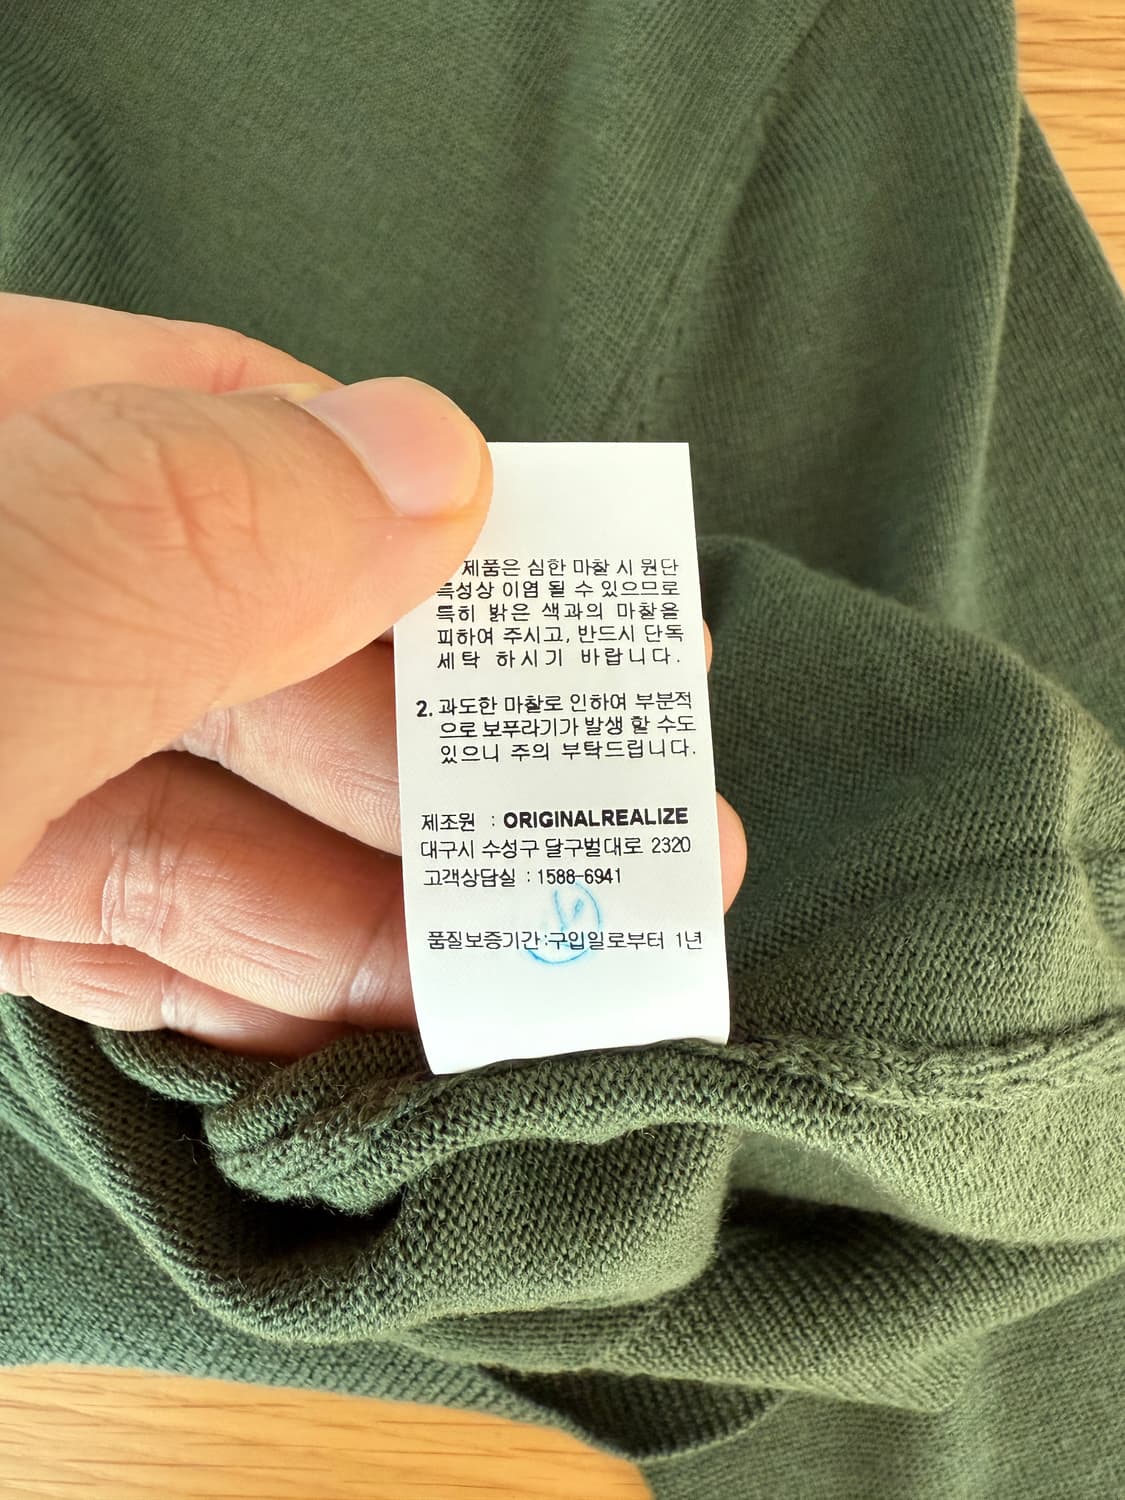 제품은 심한 마찰 시 원단
특성상 이염 될 수 있으므로
특히 밝은 색과의 마찰을
피하여 주시고, 반드시 단독
세탁 하시기 바랍니다.
2. 과도한 마찰로 인하여 부분적
으로 보푸라기가 발생 할 수도
있으니 주의 부탁드립니다.
제조원 : ORIGINALREALIZE
대구시 수성구 달구벌대로 2320
고객상담실 : 1588-6941
품질보증기간 : 구입일로부터 1년